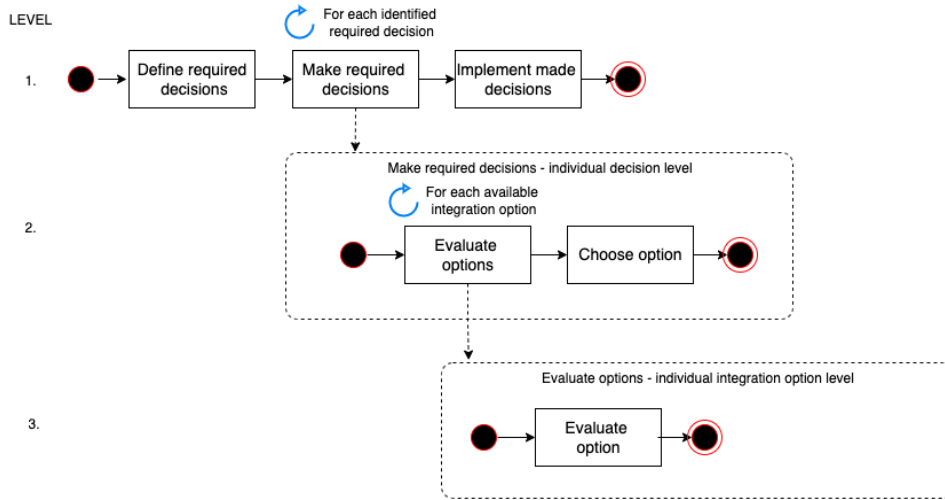 LEVEL
For each identified
required decision
1.
Define required
decisions
Make required
decisions
Implement made
decisions
Make required decisions - individual decision level
For each available
integration option
2.
Evaluate
options
Choose option
Evaluate options - individual integration option level
3.
Evaluate
option